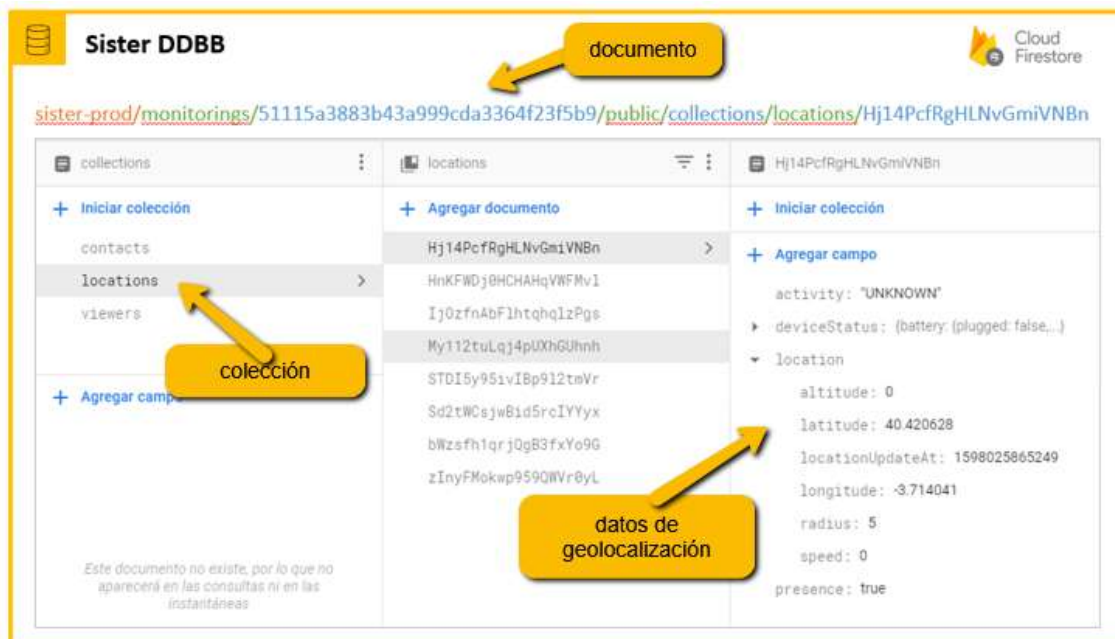 Sister DDBB
documento
Cloud
Firestore
sister-prod/monitorings/51115a3883b43a999cda3364f23f5b9/public/collections/locations/Hj14PcfRgHLNvGmiVNBn
collections
locations
Hj14PcfRgHLNvGmiVNBn
+ Iniciar colección
+ Agregar documento
+ Iniciar colección
contacts
locations
viewers
colección
+ Agregar campo
Hj14PcfRgHLNvGmiVNBn
HnKFWDj0HCHAHqVWFMvl
IjOzfnAbFlhtqhqlzPgs
My112tuLqj4pUXhGUhnh
STDI5y95ivIBp9l2tmVr
Sd2tWCsjwBid5rcIYYyx
bWzsfh1qrjQgB3fxYo9G
zInyFMokwp959QWVr0yL
+ Agregar campo
activity: "UNKNOWN"
deviceStatus: {battery: {plugged: false,...}
location
altitude: 0
latitude: 40.420628
locationUpdateAt: 1598025865249
longitude: -3.714041
radius: 5
speed: 0
presence: true
datos de
geolocalización
Este documento no existe, por lo que no
aparecerá en las consultas ni en las
instantáneas